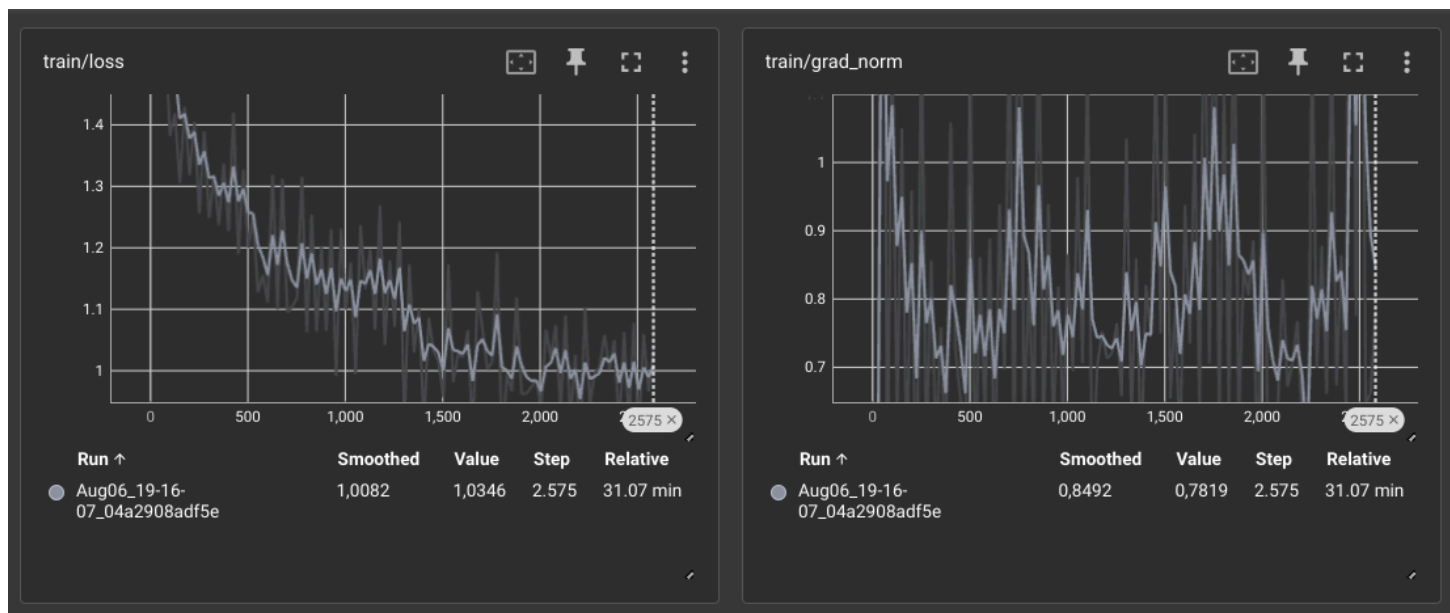 train/loss
1.4
1.3
1.2
1.1
1
0
500
1,000
1,500
2,000
2575 ×
Run ↑
Smoothed
Value
Step
Relative
Aug06_19-16-
07_04a2908adf5e
1,0082
1,0346
2.575
31.07 min
train/grad_norm
1
0.9
0.8
0.7
0
500
1,000
1,500
2,000
2575 ×
Run ↑
Smoothed
Value
Step
Relative
Aug06_19-16-
07_04a2908adf5e
0,8492
0,7819
2.575
31.07 min